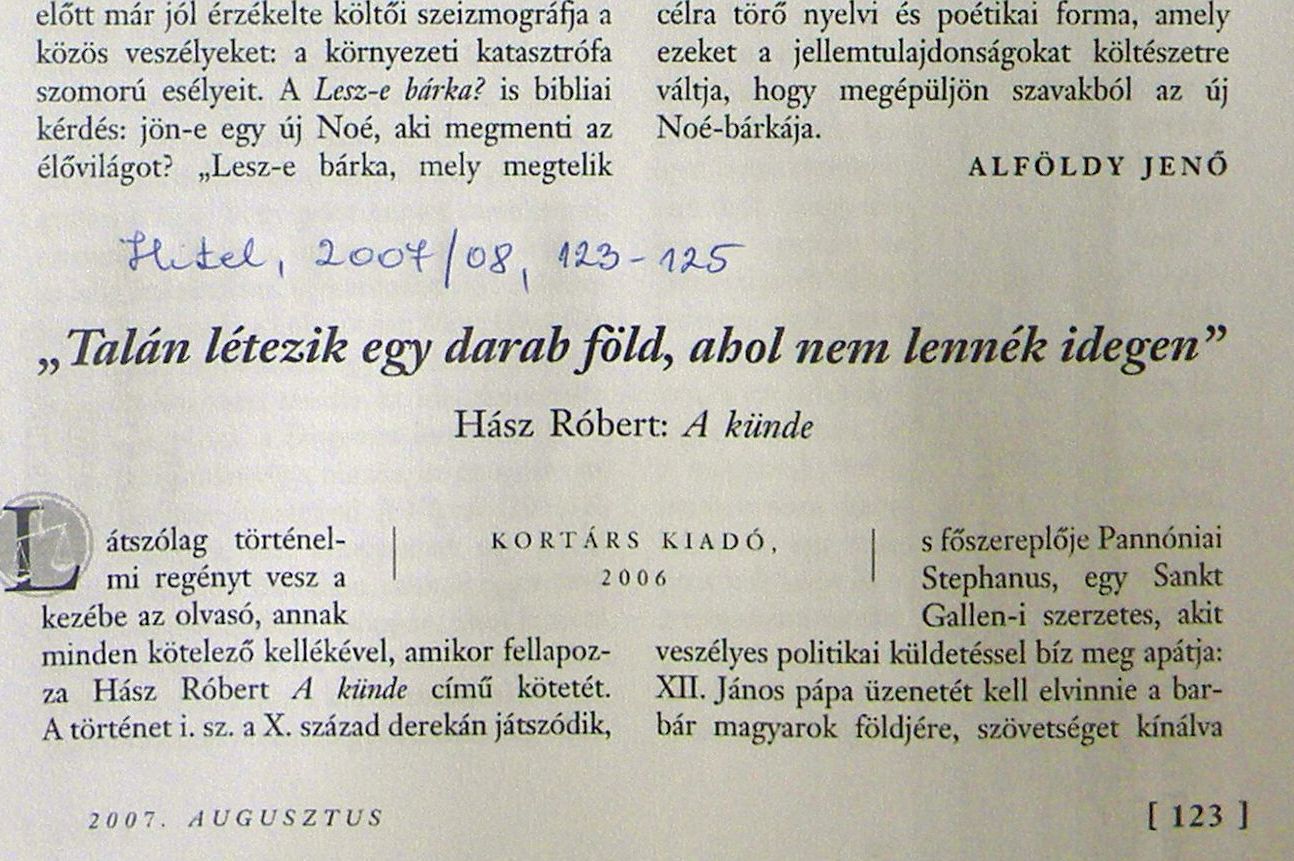 előtt már jól érzékelte költői szeizmográfja a
közös veszélyeket: a környezeti katasztrófa
szomorú esélyeit. A Lesz-e bárka? is bibliai
kérdés: jön-e egy új Noé, aki megmenti az
élővilágot? „Lesz-e bárka, mely megtelik
célra törő nyelvi és poétikai forma, amely
ezeket a jellemtulajdonságokat költészetre
váltja, hogy megépüljön szavakból az új
Noé-bárkája.
ALFÖLDY JENŐ
Hitel, 2007/08, 123-125
„Talán létezik egy darab föld, ahol nem lennék idegen”
Hász Róbert: A künde
KORTÁRS KIADÓ,
2006
Látszólag történel-
mi regényt vesz a
kezébe az olvasó, annak
minden kötelező kellékével, amikor fellapoz-
za Hász Róbert A künde című kötetét.
A történet i. sz. a X. század derekán játszódik,
s főszereplője Pannóniai
Stephanus, egy Sankt
Gallen-i szerzetes, akit
veszélyes politikai küldetéssel bíz meg apátja:
XII. János pápa üzenetét kell elvinnie a bar-
bár magyarok földjére, szövetséget kínálva
2007. AUGUSZTUS
[ 123 ]